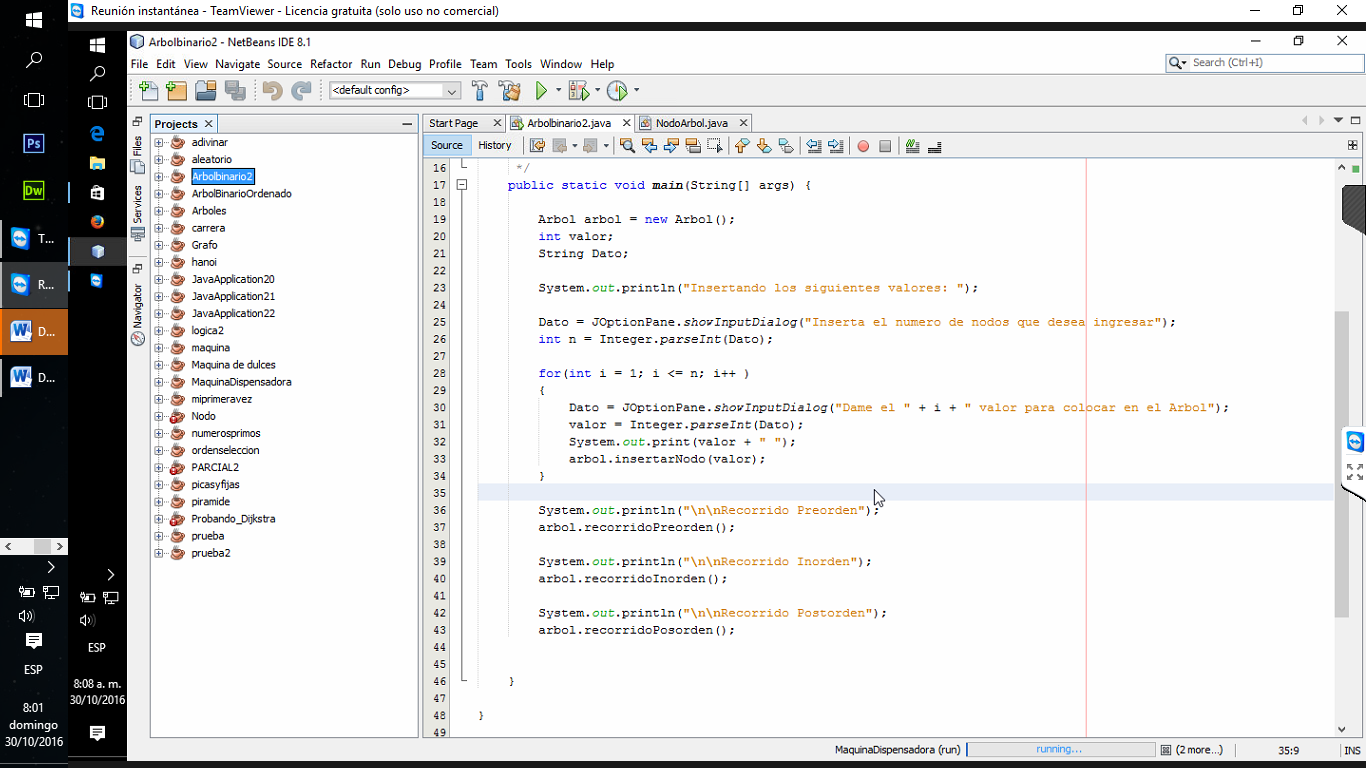 Reunión instantánea - TeamViewer - Licencia gratuita (solo uso no comercial)
Arbolbinario2 - NetBeans IDE 8.1
File Edit View Navigate Source Refactor Run Debug Profile Team Tools Window Help
Search (Ctrl+I)
<default config>
Projects
Files
Services
Navigator
adivinar
aleatorio
Arbolbinario2
ArbolBinarioOrdenado
Arboles
carrera
Grafo
hanoi
JavaApplication20
JavaApplication21
JavaApplication22
logica2
maquina
Maquina de dulces
MaquinaDispensadora
miprimeravez
Nodo
numerosprimos
ordenseleccion
PARCIAL2
picasyfijas
piramide
Probando_Dijkstra
prueba
prueba2
Start Page Arbolbinario2.java NodoArbol.java
Source History
16 */
17 public static void main(String[] args) {
18
19 Arbol arbol = new Arbol();
20 int valor;
21 String Dato;
22
23 System.out.println("Insertando los siguientes valores: ");
24
25 Dato = JOptionPane.showInputDialog("Inserta el numero de nodos que desea ingresar");
26 int n = Integer.parseInt(Dato);
27
28 for(int i = 1; i <= n; i++ )
29 {
30 Dato = JOptionPane.showInputDialog("Dame el " + i + " valor para colocar en el Arbol");
31 valor = Integer.parseInt(Dato);
32 System.out.print(valor + " ");
33 arbol.insertarNodo(valor);
34 }
35
36 System.out.println("\n\nRecorrido Preorden");
37 arbol.recorridoPreorden();
38
39 System.out.println("\n\nRecorrido Inorden");
40 arbol.recorridoInorden();
41
42 System.out.println("\n\nRecorrido Postorden");
43 arbol.recorridoPosorden();
44
45
46 }
47
48 }
49
MaquinaDispensadora (run) running... (2 more...) 35:9 INS
Ps
Dw
T...
R...
W D...
W D...
ESP
8:01
domingo
30/10/2016
ESP
8:08 a. m.
30/10/2016